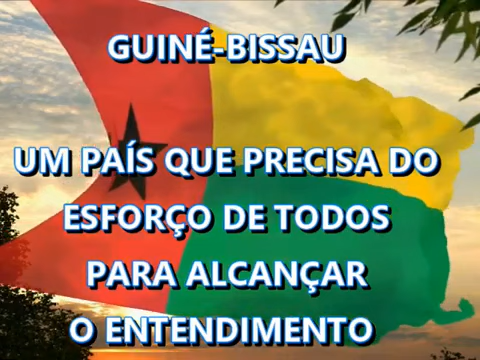 GUINÉ-BISSAU
UM PAÍS QUE PRECISA DO
ESFORÇO DE TODOS
PARA ALCANÇAR
O ENTENDIMENTO